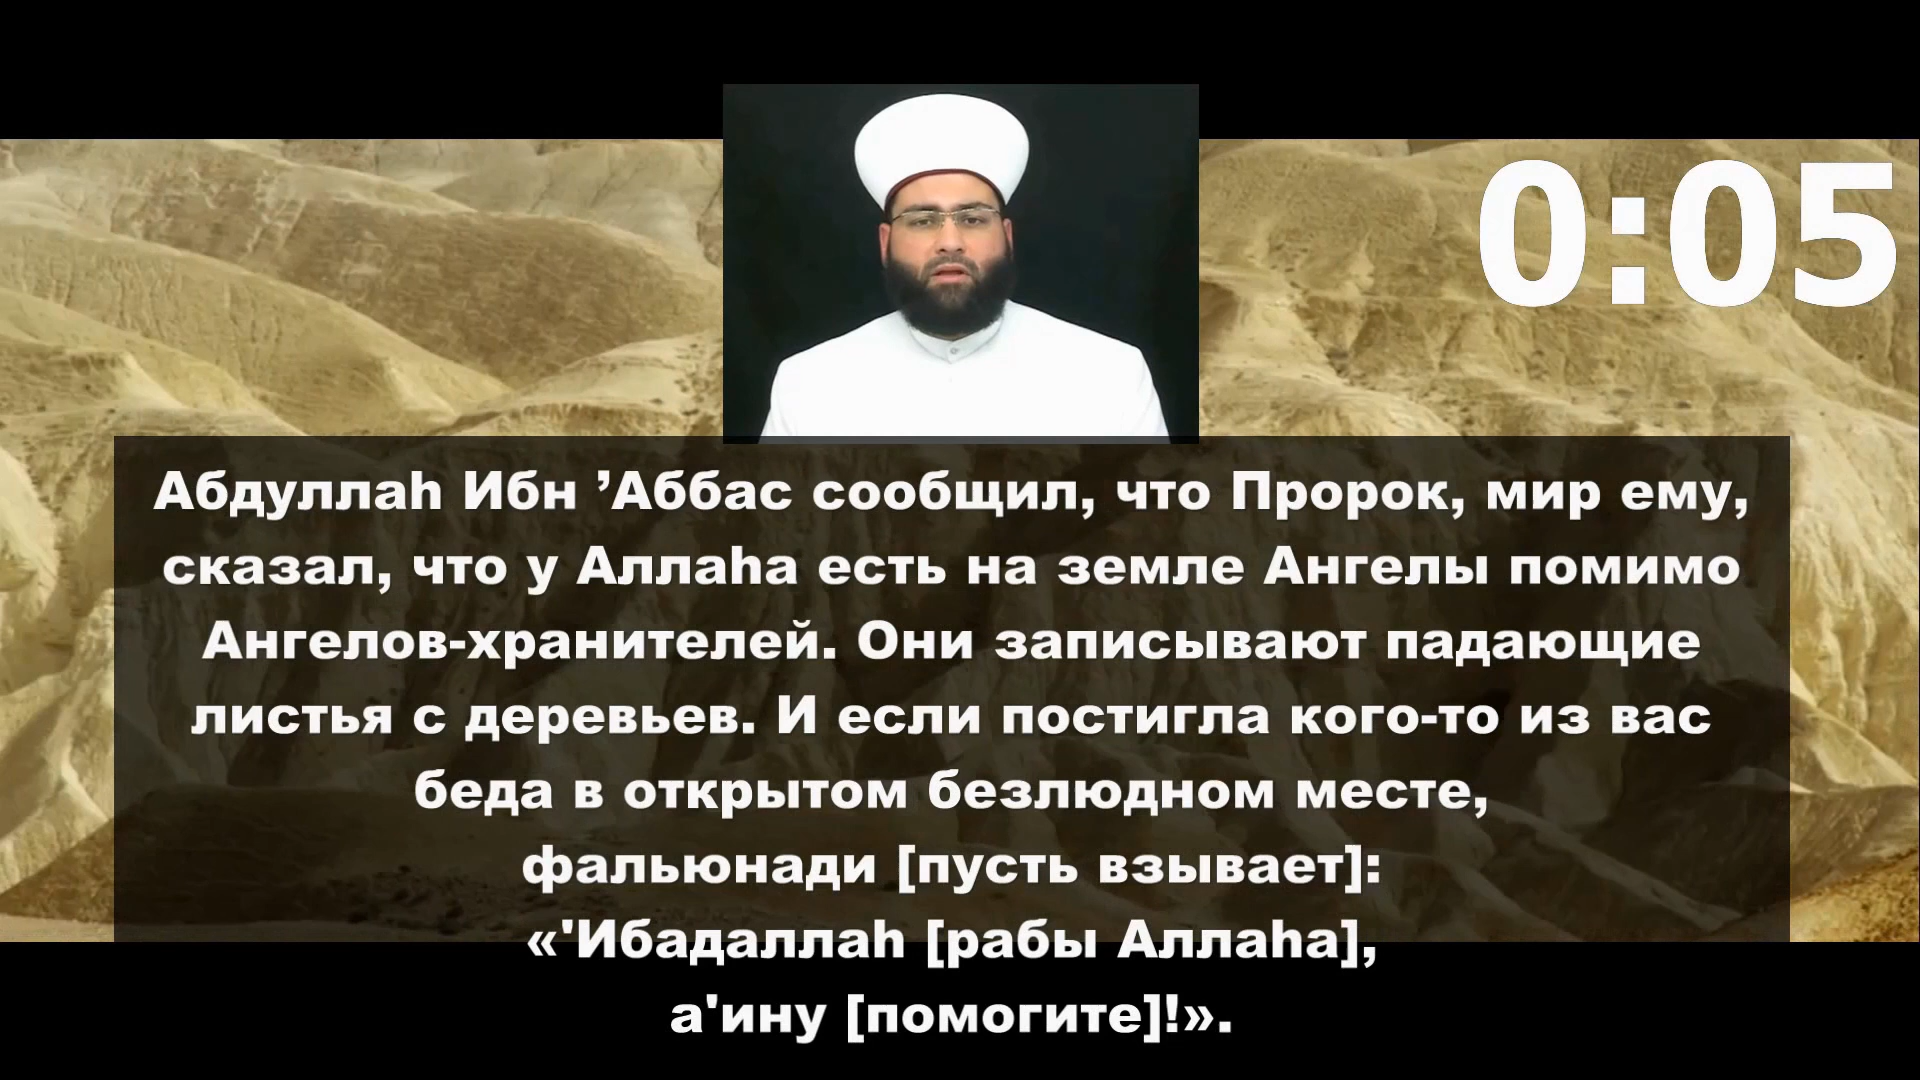 0:05
Абдуллаh Ибн ’Аббас сообщил, что Пророк, мир ему,
сказал, что у Аллаhа есть на земле Ангелы помимо
Ангелов-хранителей. Они записывают падающие
листья с деревьев. И если постигла кого-то из вас
беда в открытом безлюдном месте,
фальюнади [пусть взывает]:
«'Ибадаллаh [рабы Аллаhа],
а'ину [помогите]!».